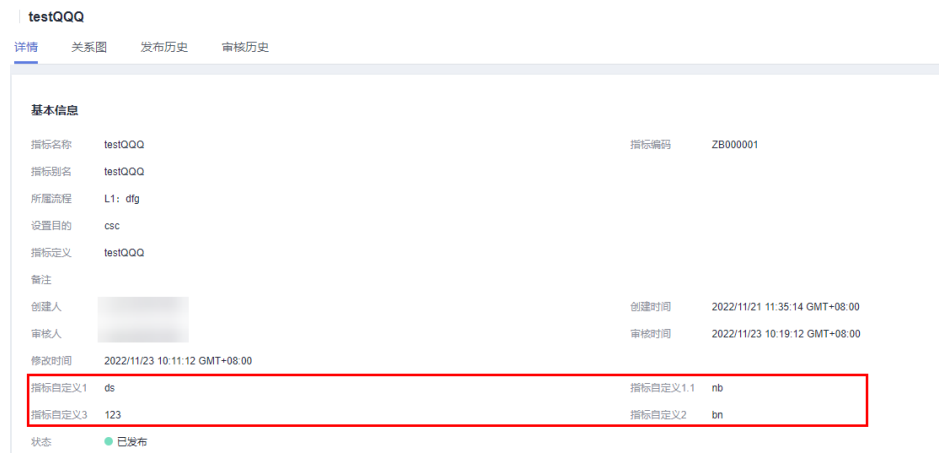 testQQQ
详情 关系图 发布历史 审核历史
基本信息
指标名称 testQQQ 指标编码 ZB000001
指标别名 testQQQ
所属流程 L1: dfg
设置目的 csc
指标定义 testQQQ
备注
创建人 创建时间 2022/11/21 11:35:14 GMT+08:00
审核人 审核时间 2022/11/23 10:19:12 GMT+08:00
修改时间 2022/11/23 10:11:12 GMT+08:00
指标自定义1 ds 指标自定义1.1 nb
指标自定义3 123 指标自定义2 bn
状态 已发布